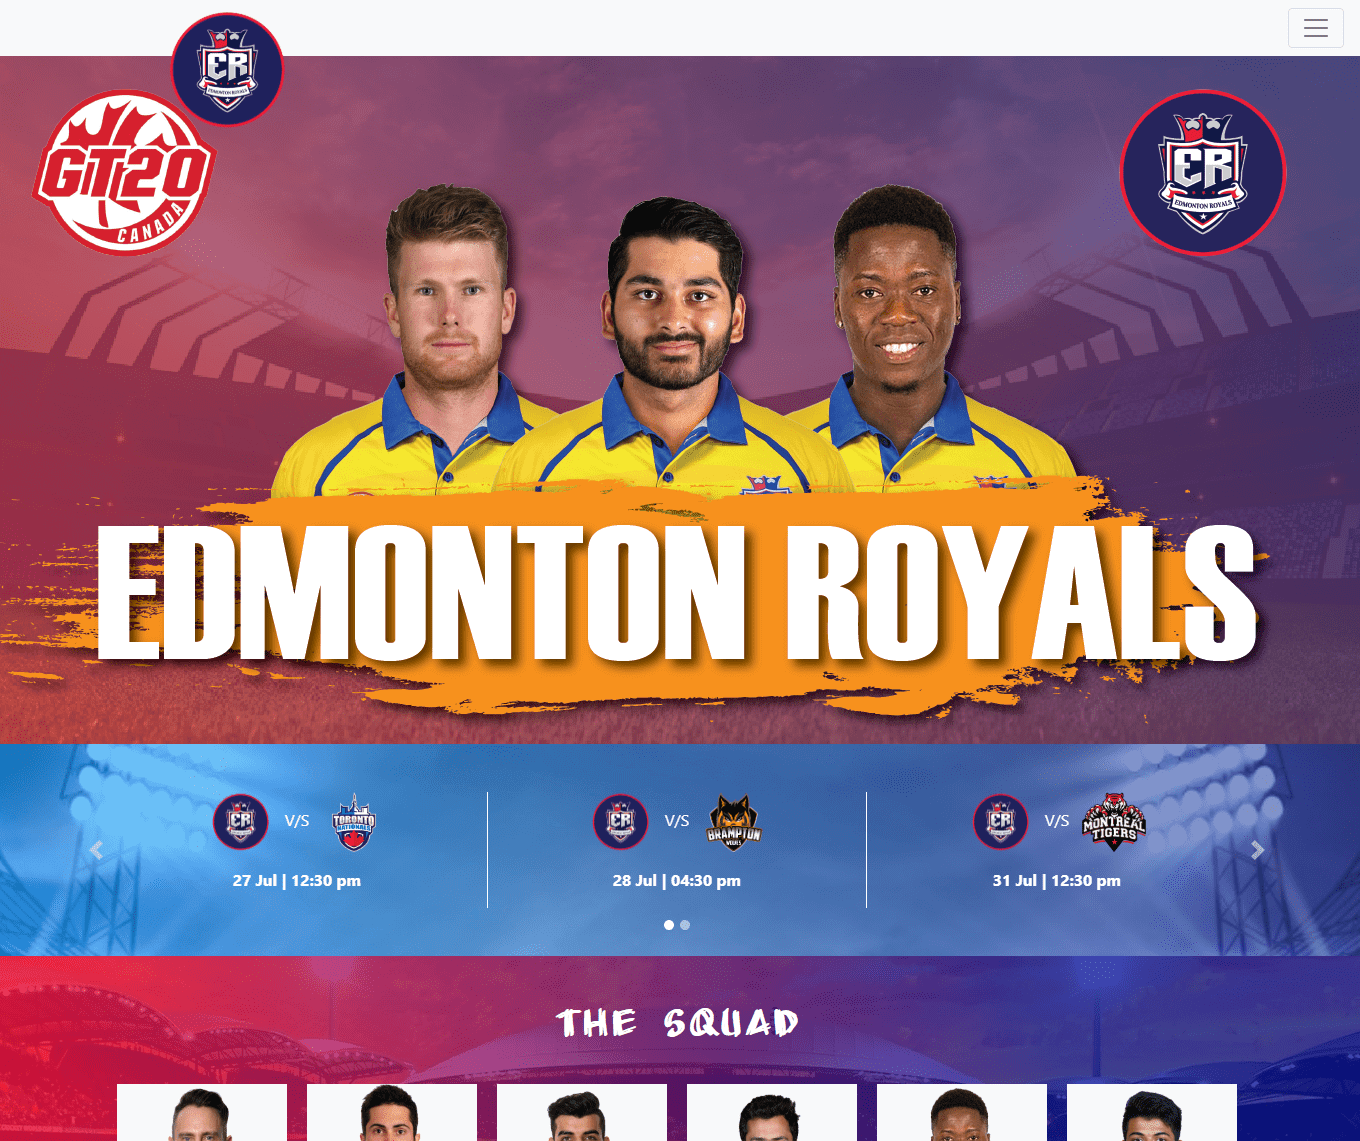 ER
EDMONTON ROYALS
GT20
CANADA
ER
EDMONTON ROYALS
EDMONTON ROYALS
ER
V/S
TORONTO
NATIONALS
27 Jul | 12:30 pm
ER
V/S
BRAMPTON
WOLVES
28 Jul | 04:30 pm
ER
V/S
MONTREAL
TIGERS
31 Jul | 12:30 pm
THE SQUAD